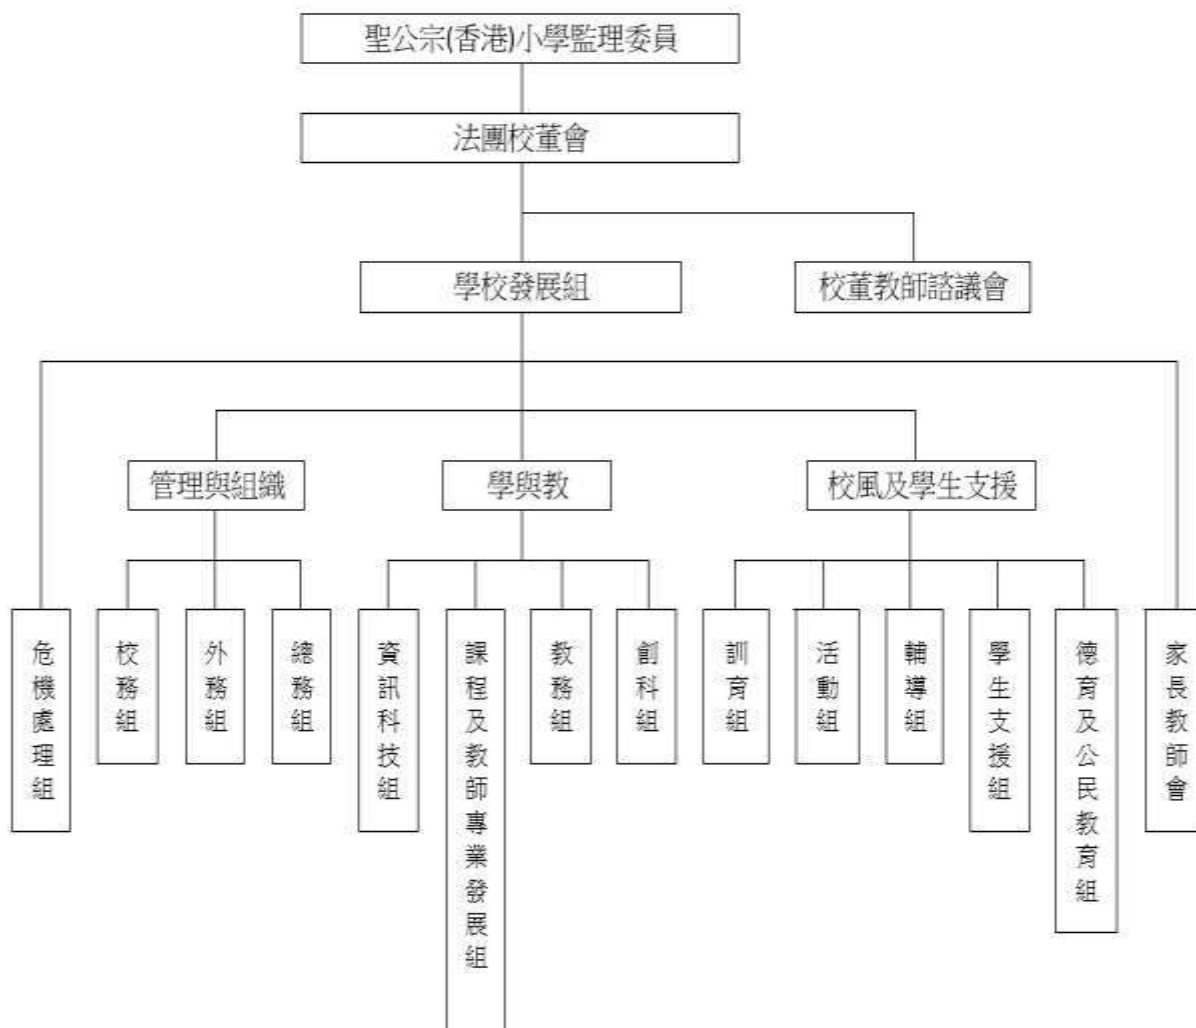 聖公宗(香港)小學監理委員
法團校董會
學校發展組
校董教師諮議會
管理與組織
學與教
校風及學生支援
危機處理組
校務組
外務組
總務組
資訊科技組
課程及教師專業發展組
教務組
創科組
訓育組
活動組
輔導組
學生支援組
德育及公民教育組
家長教師會